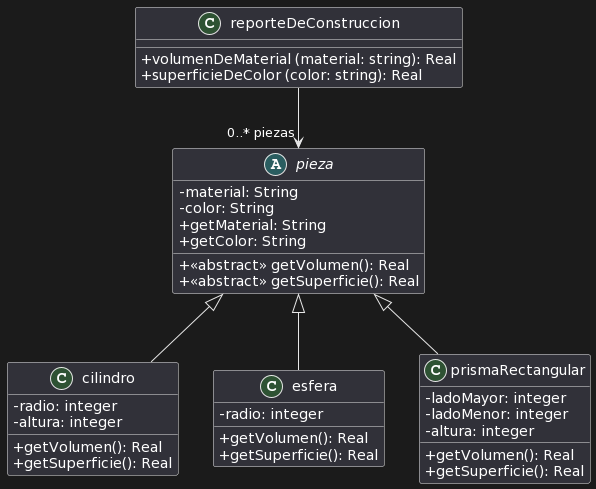 C reporteDeConstruccion
+volumenDeMaterial (material: string): Real
+superficieDeColor (color: string): Real
0..* piezas
A pieza
-material: String
-color: String
+getMaterial: String
+getColor: String
+«abstract» getVolumen(): Real
+«abstract» getSuperficie(): Real
C cilindro
-radio: integer
-altura: integer
+getVolumen(): Real
+getSuperficie(): Real
C esfera
-radio: integer
+getVolumen(): Real
+getSuperficie(): Real
C prismaRectangular
-ladoMayor: integer
-ladoMenor: integer
-altura: integer
+getVolumen(): Real
+getSuperficie(): Real